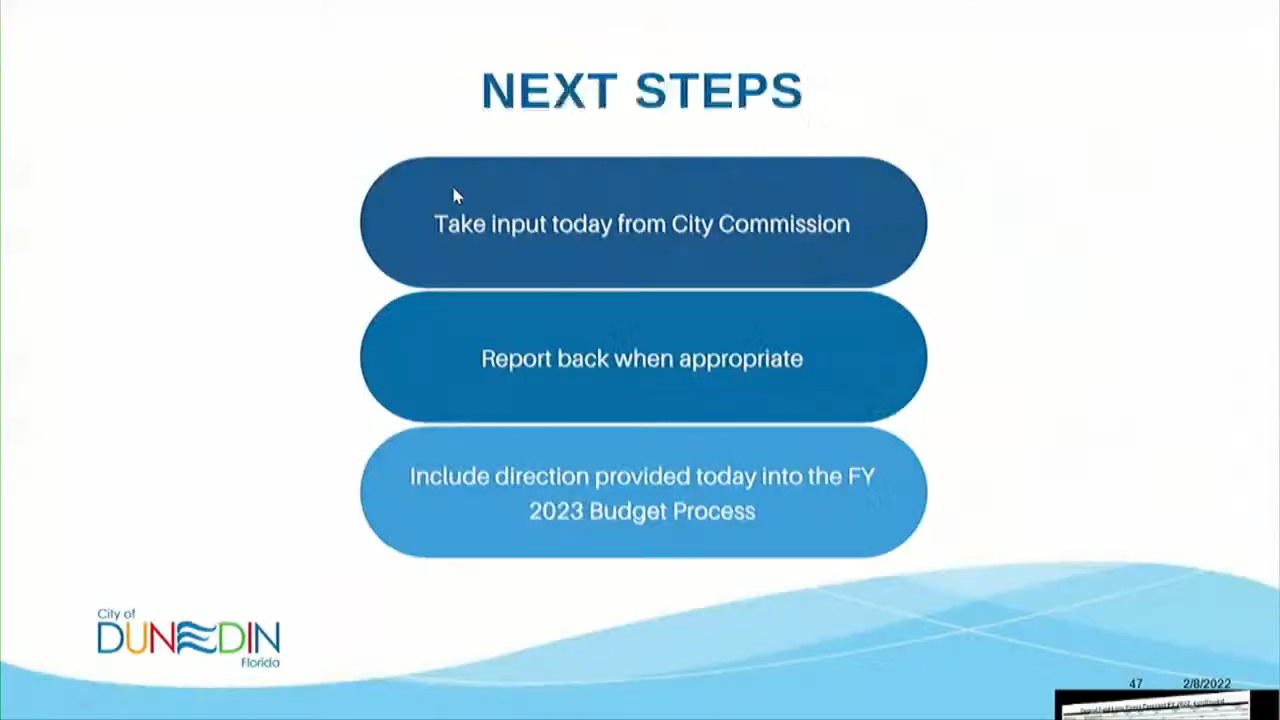 NEXT STEPS
Take input today from City Commission
Report back when appropriate
Include direction provided today into the FY
2023 Budget Process
City of
DUNEDIN
Florida
47 2/8/2022